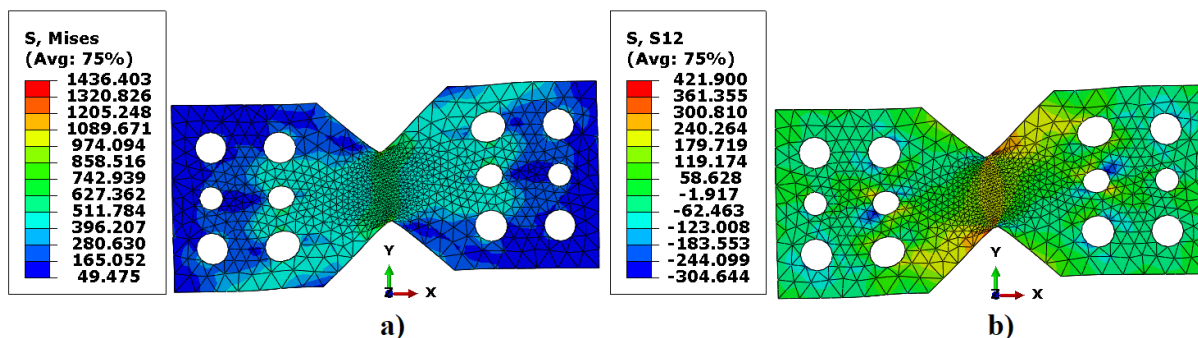 S, Mises
(Avg: 75%)
1436.403
1320.826
1205.248
1089.671
974.094
858.516
742.939
627.362
511.784
396.207
280.630
165.052
49.475
Y
Z
X
a)
S, S12
(Avg: 75%)
421.900
361.355
300.810
240.264
179.719
119.174
58.628
-1.917
-62.463
-123.008
-183.553
-244.099
-304.644
Y
Z
X
b)